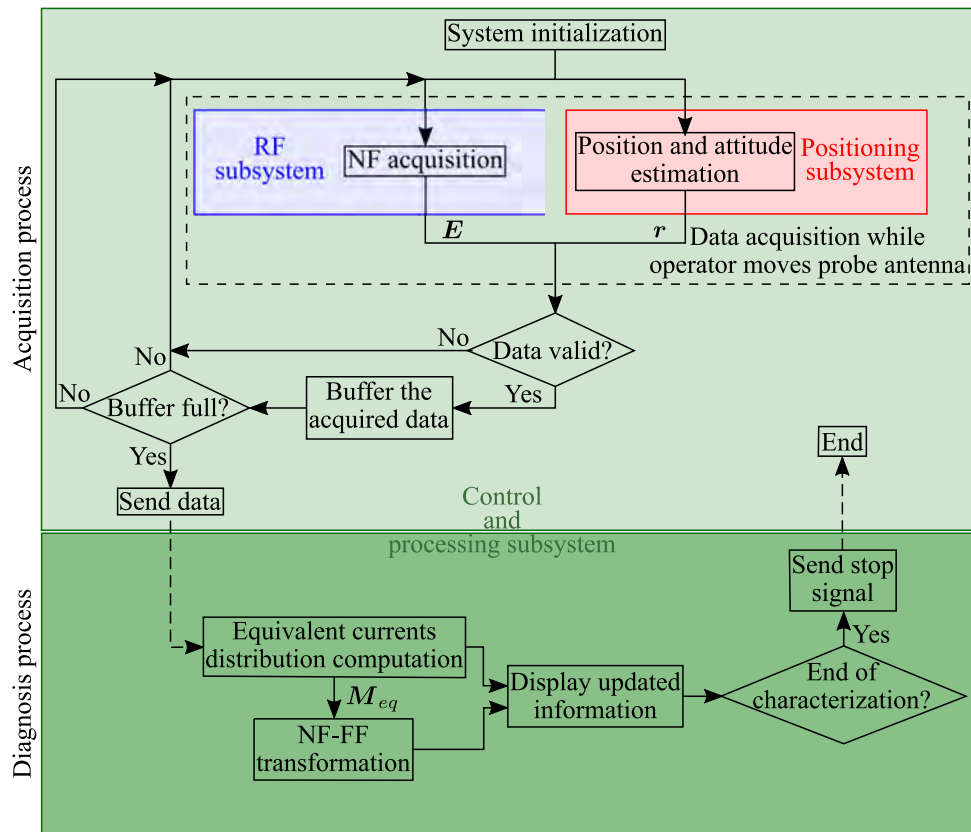 System initialization
RF
subsystem
NF acquisition
Position and attitude
estimation
Positioning
subsystem
E
r
Data acquisition while
operator moves probe antenna
Acquisition process
No
Data valid?
No
Yes
No
Buffer full?
Buffer the
acquired data
Yes
Send data
End
Control
and
processing subsystem
Diagnosis process
Send stop
signal
Yes
Equivalent currents
distribution computation
M_eq
NF-FF
transformation
Display updated
information
End of
characterization?